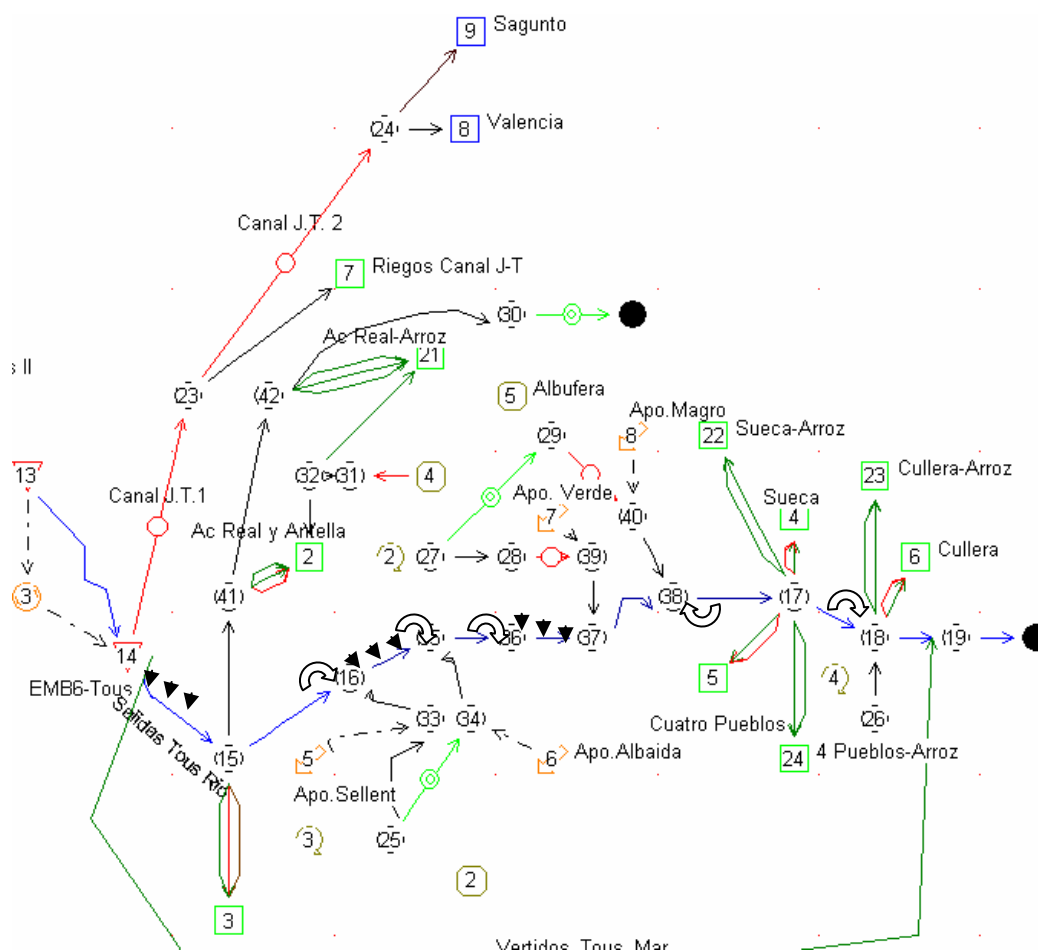 9 Sagunto
24 8 Valencia
Canal J.T. 2
7 Riegos Canal J-T
30
Ac Real-Arroz
21
s II
23 42
5 Albufera
Apo.Magro
29 8 22 Sueca-Arroz
13 32 31 4
23 Cullera-Arroz
Canal J.T.1
Apo. Verde
7 40
Sueca
4
Ac Real y Antella
2 2 27 28 39
6 Cullera
3 41 38 17
14 36 37 18 19
EMB6-Tous
16
5 4
Salidas Tous Rio
33 34
Cuatro Pueblos
26
15 5 6 Apo.Albaida
24 4 Pueblos-Arroz
Apo.Sellent
3 25
2
3
Vertidos Tous Mar